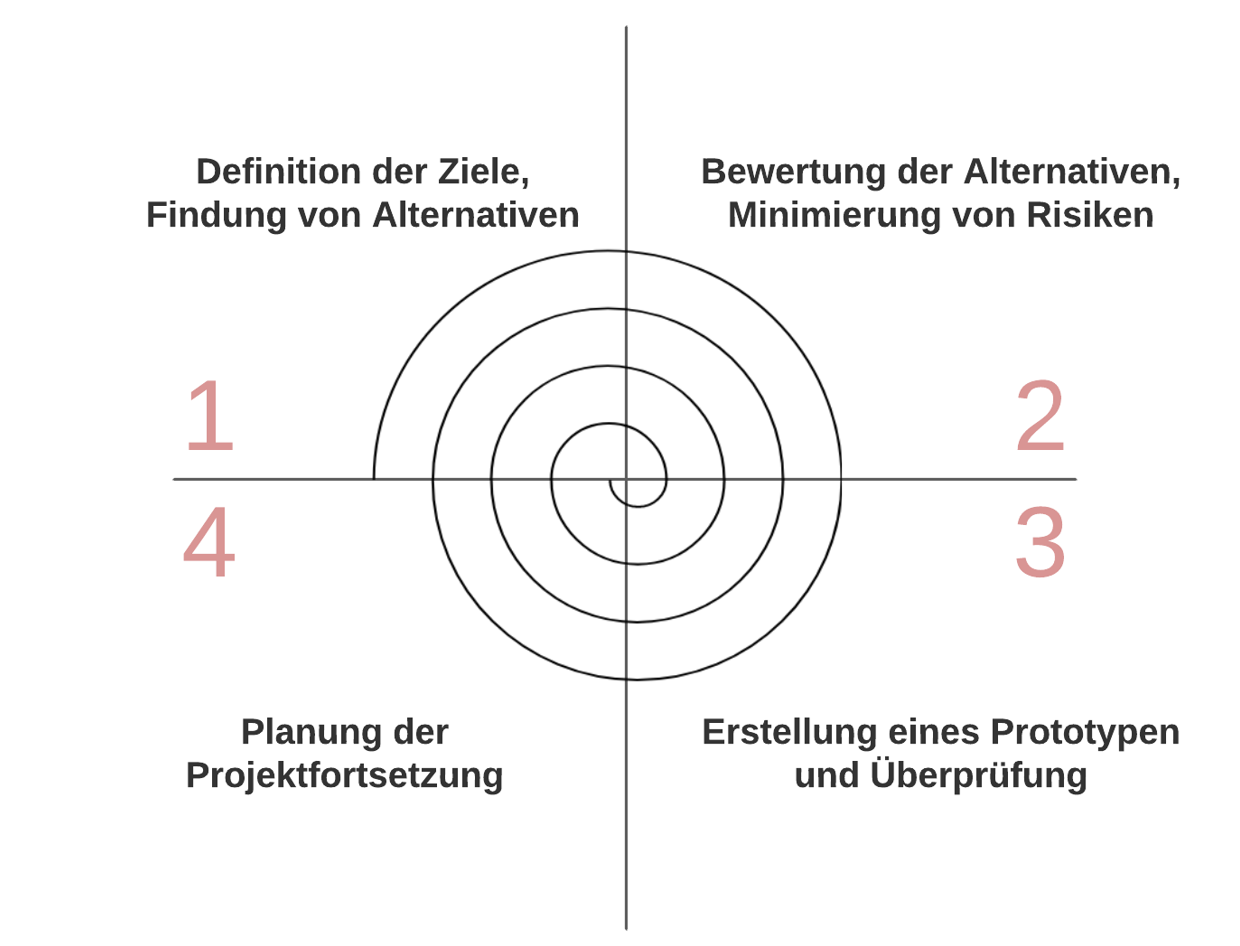 Definition der Ziele,
Findung von Alternativen
Bewertung der Alternativen,
Minimierung von Risiken
1
2
4
3
Planung der
Projektfortsetzung
Erstellung eines Prototypen
und Überprüfung